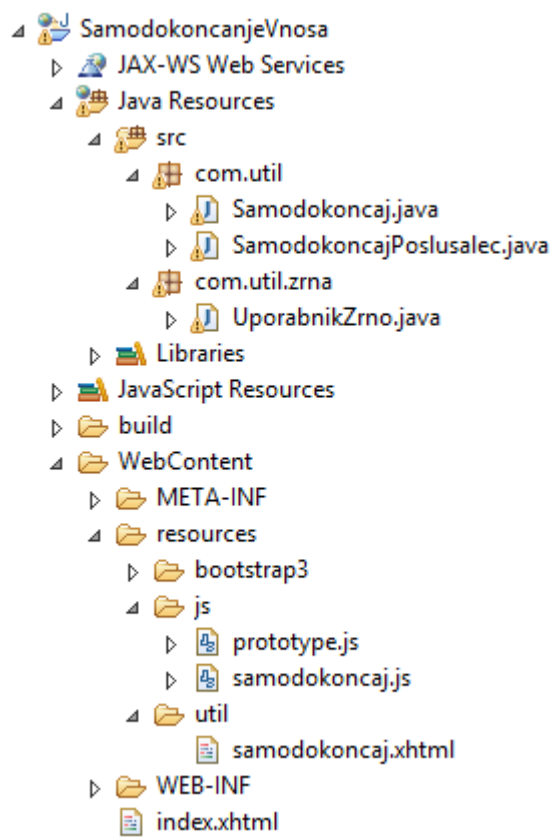 SamodokoncanjeVnosa
JAX-WS Web Services
Java Resources
src
com.util
Samodokoncaj.java
SamodokoncajPoslusalec.java
com.util.zrna
UporabnikZrno.java
Libraries
JavaScript Resources
build
WebContent
META-INF
resources
bootstrap3
js
prototype.js
samodokoncaj.js
util
samodokoncaj.xhtml
WEB-INF
index.xhtml